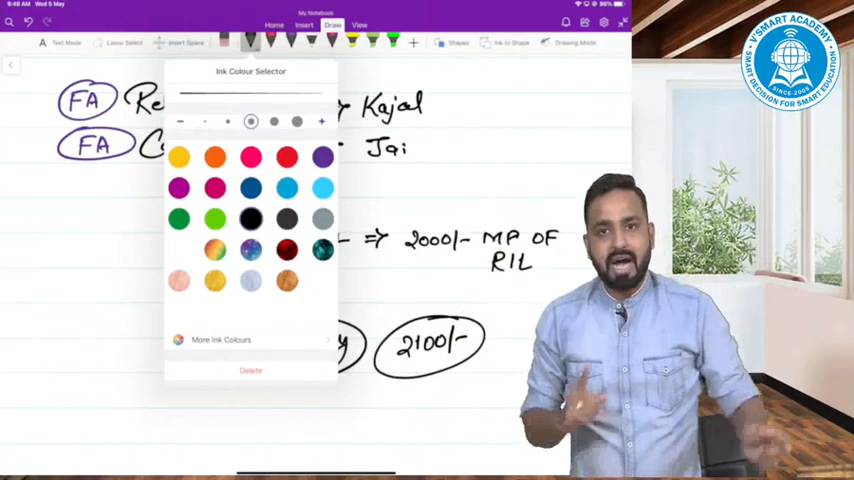 9:48 AM Wed 5 May
My Notebook
86%
Home Insert Draw View
Text Mode Lasso Select Insert Space Shapes Ink to Shape Drawing Mode
Ink Colour Selector
FA Kajal
FA Jai
⇒ 2000/- MP OF
RIL
2100/-
More Ink Colours
Delete
V'SMART ACADEMY
SINCE-2005
SMART DECISION FOR SMART EDUCATION